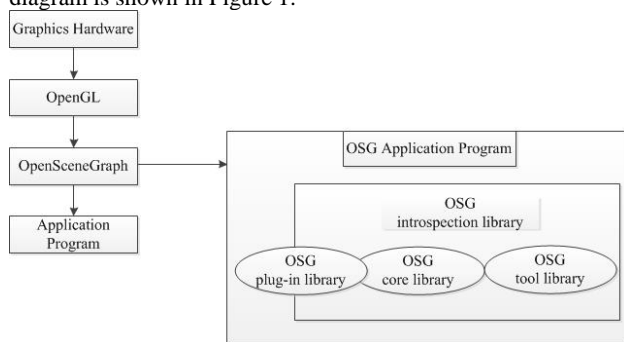 diagram is shown in Figure 1.
Graphics Hardware
OpenGL
OpenSceneGraph
Application
Program
OSG Application Program
OSG
introspection library
OSG
plug-in library
OSG
core library
OSG
tool library